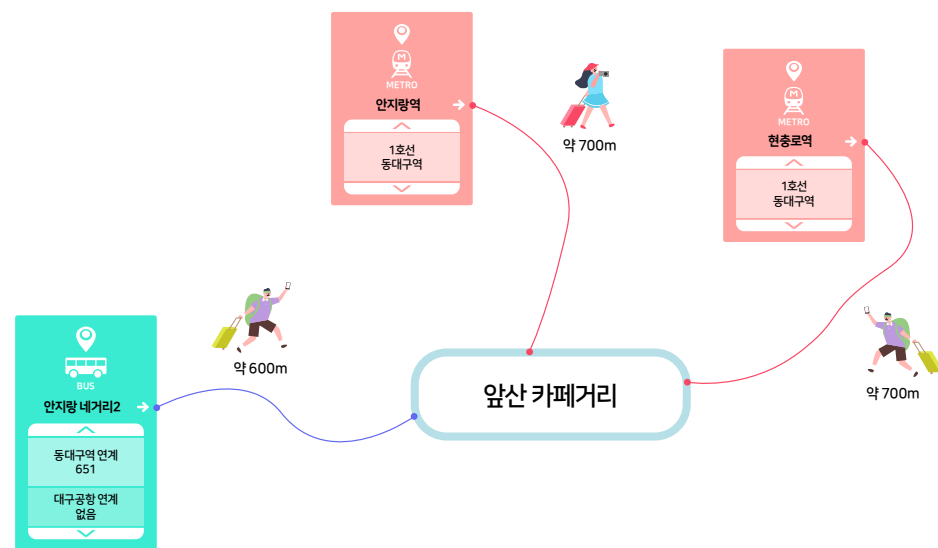 M
METRO
안지랑역
1호선
동대구역
약 700m
M
METRO
현충로역
1호선
동대구역
약 700m
BUS
안지랑 네거리2
동대구역 연계
651
대구공항 연계
없음
약 600m
앞산 카페거리